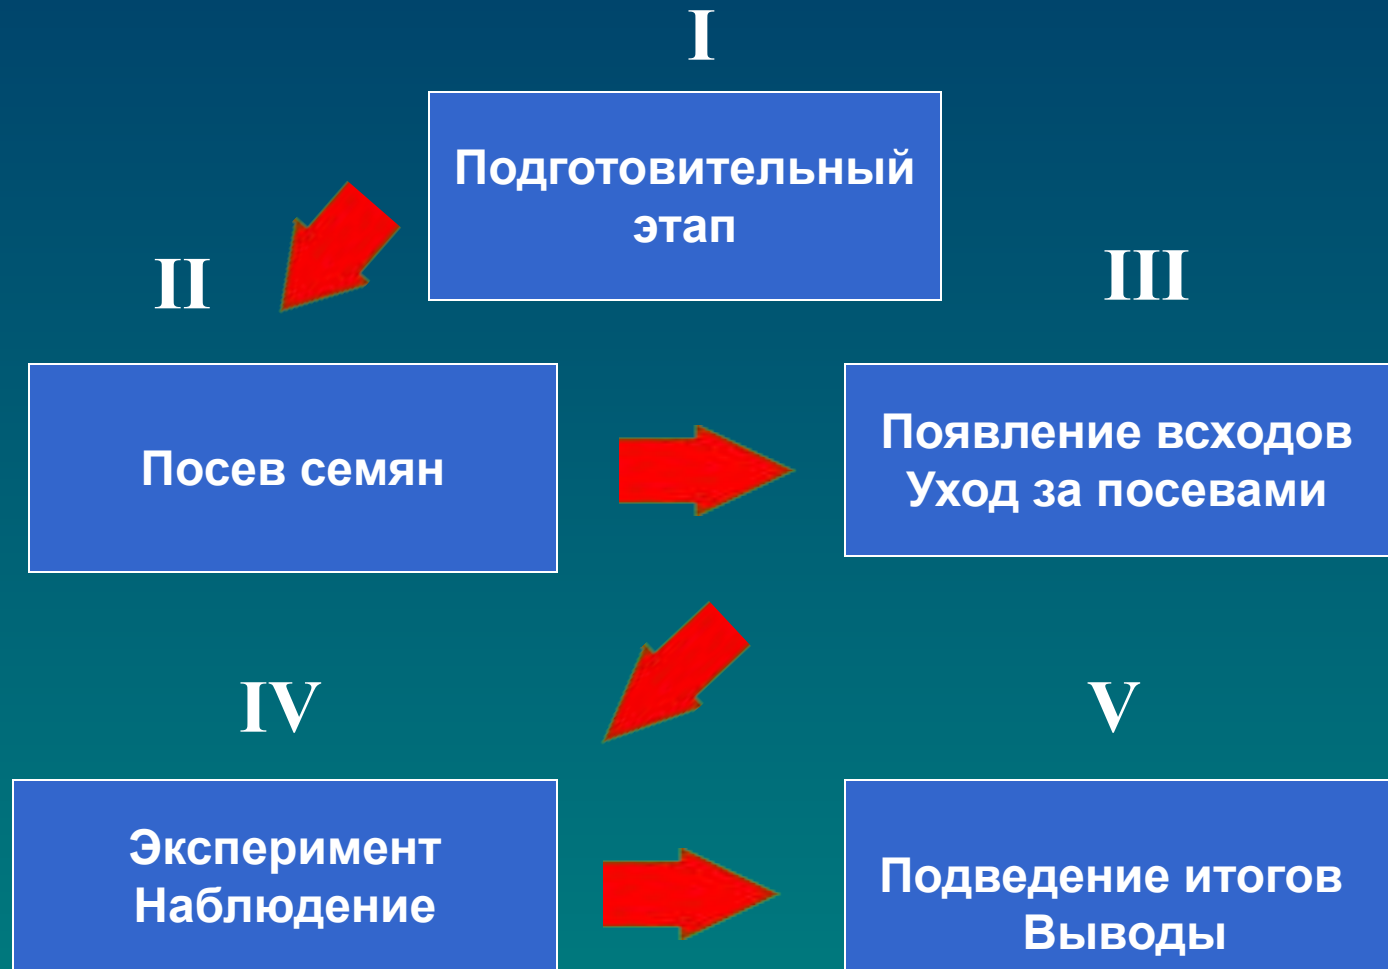 I
Подготовительный
этап
II
III
Посев семян
Появление всходов
Уход за посевами
IV
V
Эксперимент
Наблюдение
Подведение итогов
Выводы